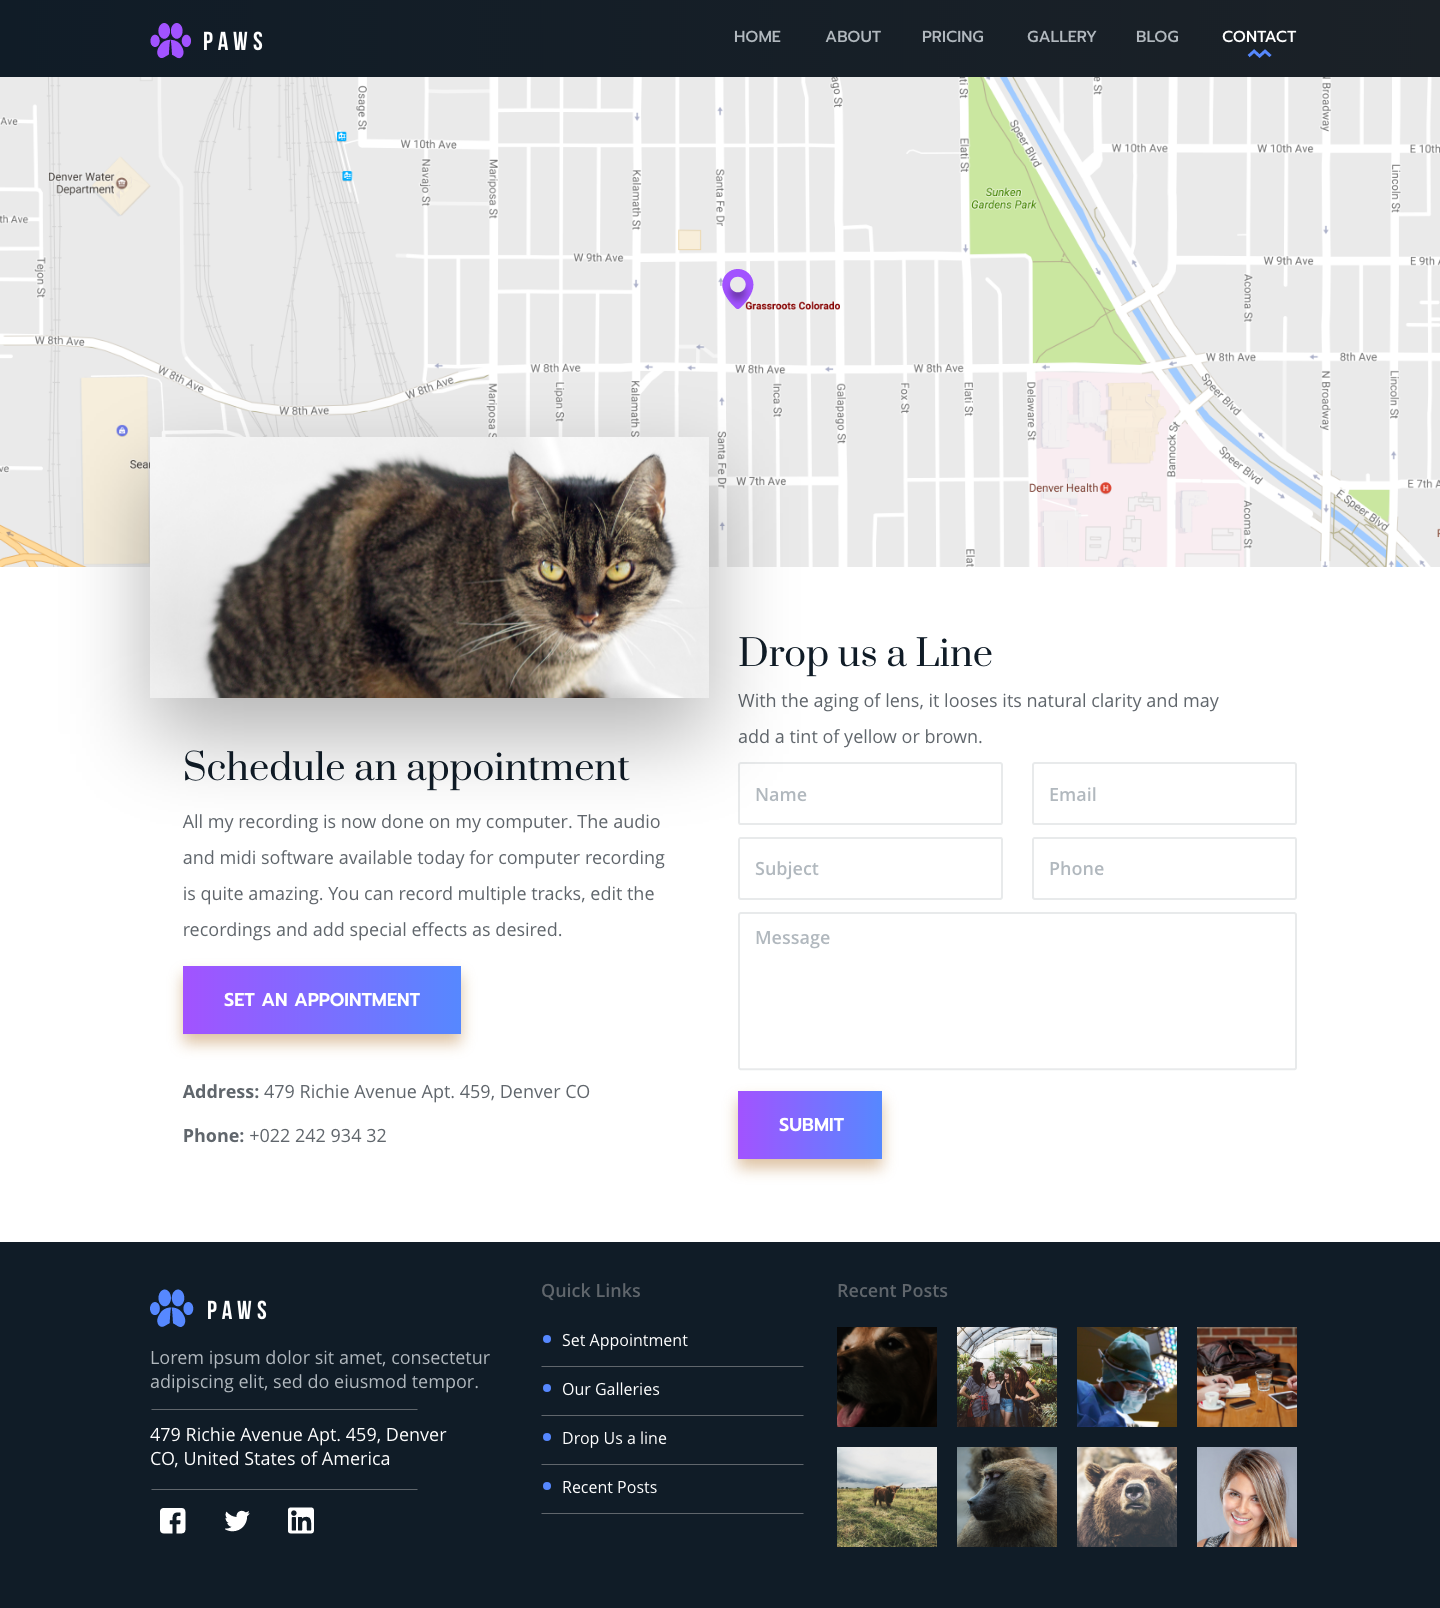 PAWS
HOME
ABOUT
PRICING
GALLERY
BLOG
CONTACT
Osage St
W 10th Ave
Navajo St
Mariposa St
Kalamath St
Santa Fe Dr
Elati St
Speer Blvd
W 10th Ave
W 10th Ave
N Broadway
E 10th
Lincoln St
Denver Water
Department
Sunken
Gardens Park
Tejon St
W 9th Ave
W 9th Ave
E 9th
Acoma St
Grassroots Colorado
W 8th Ave
W 8th Ave
W 8th Ave
W 8th Ave
W 8th Ave
W 8th Ave
W 8th Ave
W 8th Ave
8th Ave
Mariposa S
Lipan St
Kalamath S
Inca St
Galapago St
Fox St
Elati St
Delaware St
Speer Blvd
N Broadway
Lincoln St
Santa Fe Dr
W 7th Ave
Bannock St
Speer Blvd
Denver Health
H
Acoma St
E Speer Blvd
E 7th A
Sear
Elat
Drop us a Line
With the aging of lens, it looses its natural clarity and may
add a tint of yellow or brown.
Name
Email
Subject
Phone
Message
SUBMIT
Schedule an appointment
All my recording is now done on my computer. The audio
and midi software available today for computer recording
is quite amazing. You can record multiple tracks, edit the
recordings and add special effects as desired.
SET AN APPOINTMENT
Address: 479 Richie Avenue Apt. 459, Denver CO
Phone: +022 242 934 32
PAWS
Lorem ipsum dolor sit amet, consectetur
adipiscing elit, sed do eiusmod tempor.
479 Richie Avenue Apt. 459, Denver
CO, United States of America
Quick Links
Set Appointment
Our Galleries
Drop Us a line
Recent Posts
Recent Posts